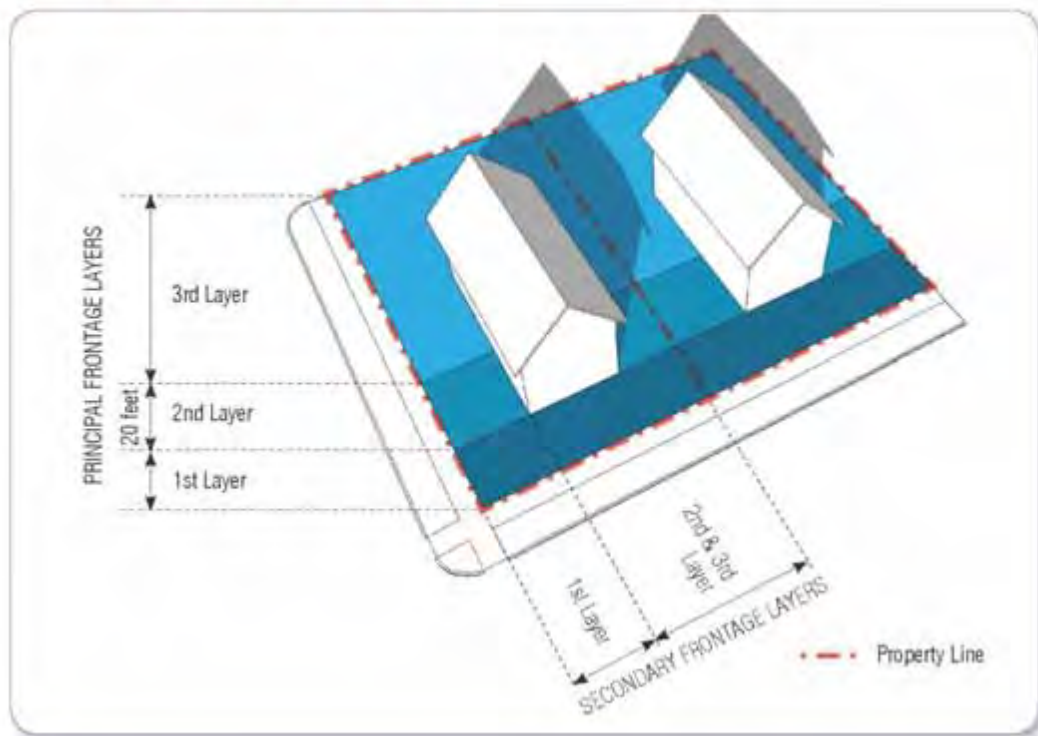 PRINCIPAL FRONTAGE LAYERS
3rd Layer
20 feet
2nd Layer
1st Layer
1st Layer
2nd & 3rd
Layer
SECONDARY FRONTAGE LAYERS
Property Line